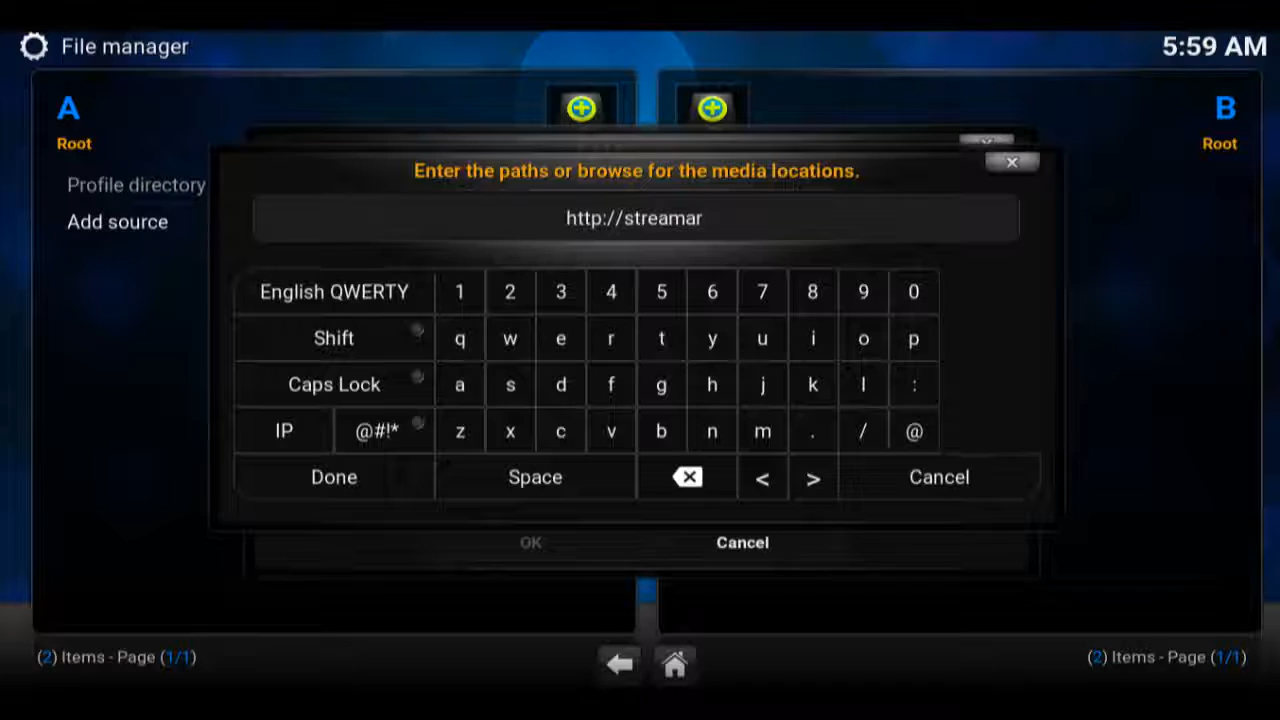 File manager
5:59 AM
A
B
Root
Root
Enter the paths or browse for the media locations.
Profile directory
Add source
http://streamar
English QWERTY 1 2 3 4 5 6 7 8 9 0
Shift q w e r t y u i o p
Caps Lock a s d f g h j k l :
IP @#!* z x c v b n m . / @
Done Space < > Cancel
OK Cancel
(2) Items - Page (1/1)
(2) Items - Page (1/1)